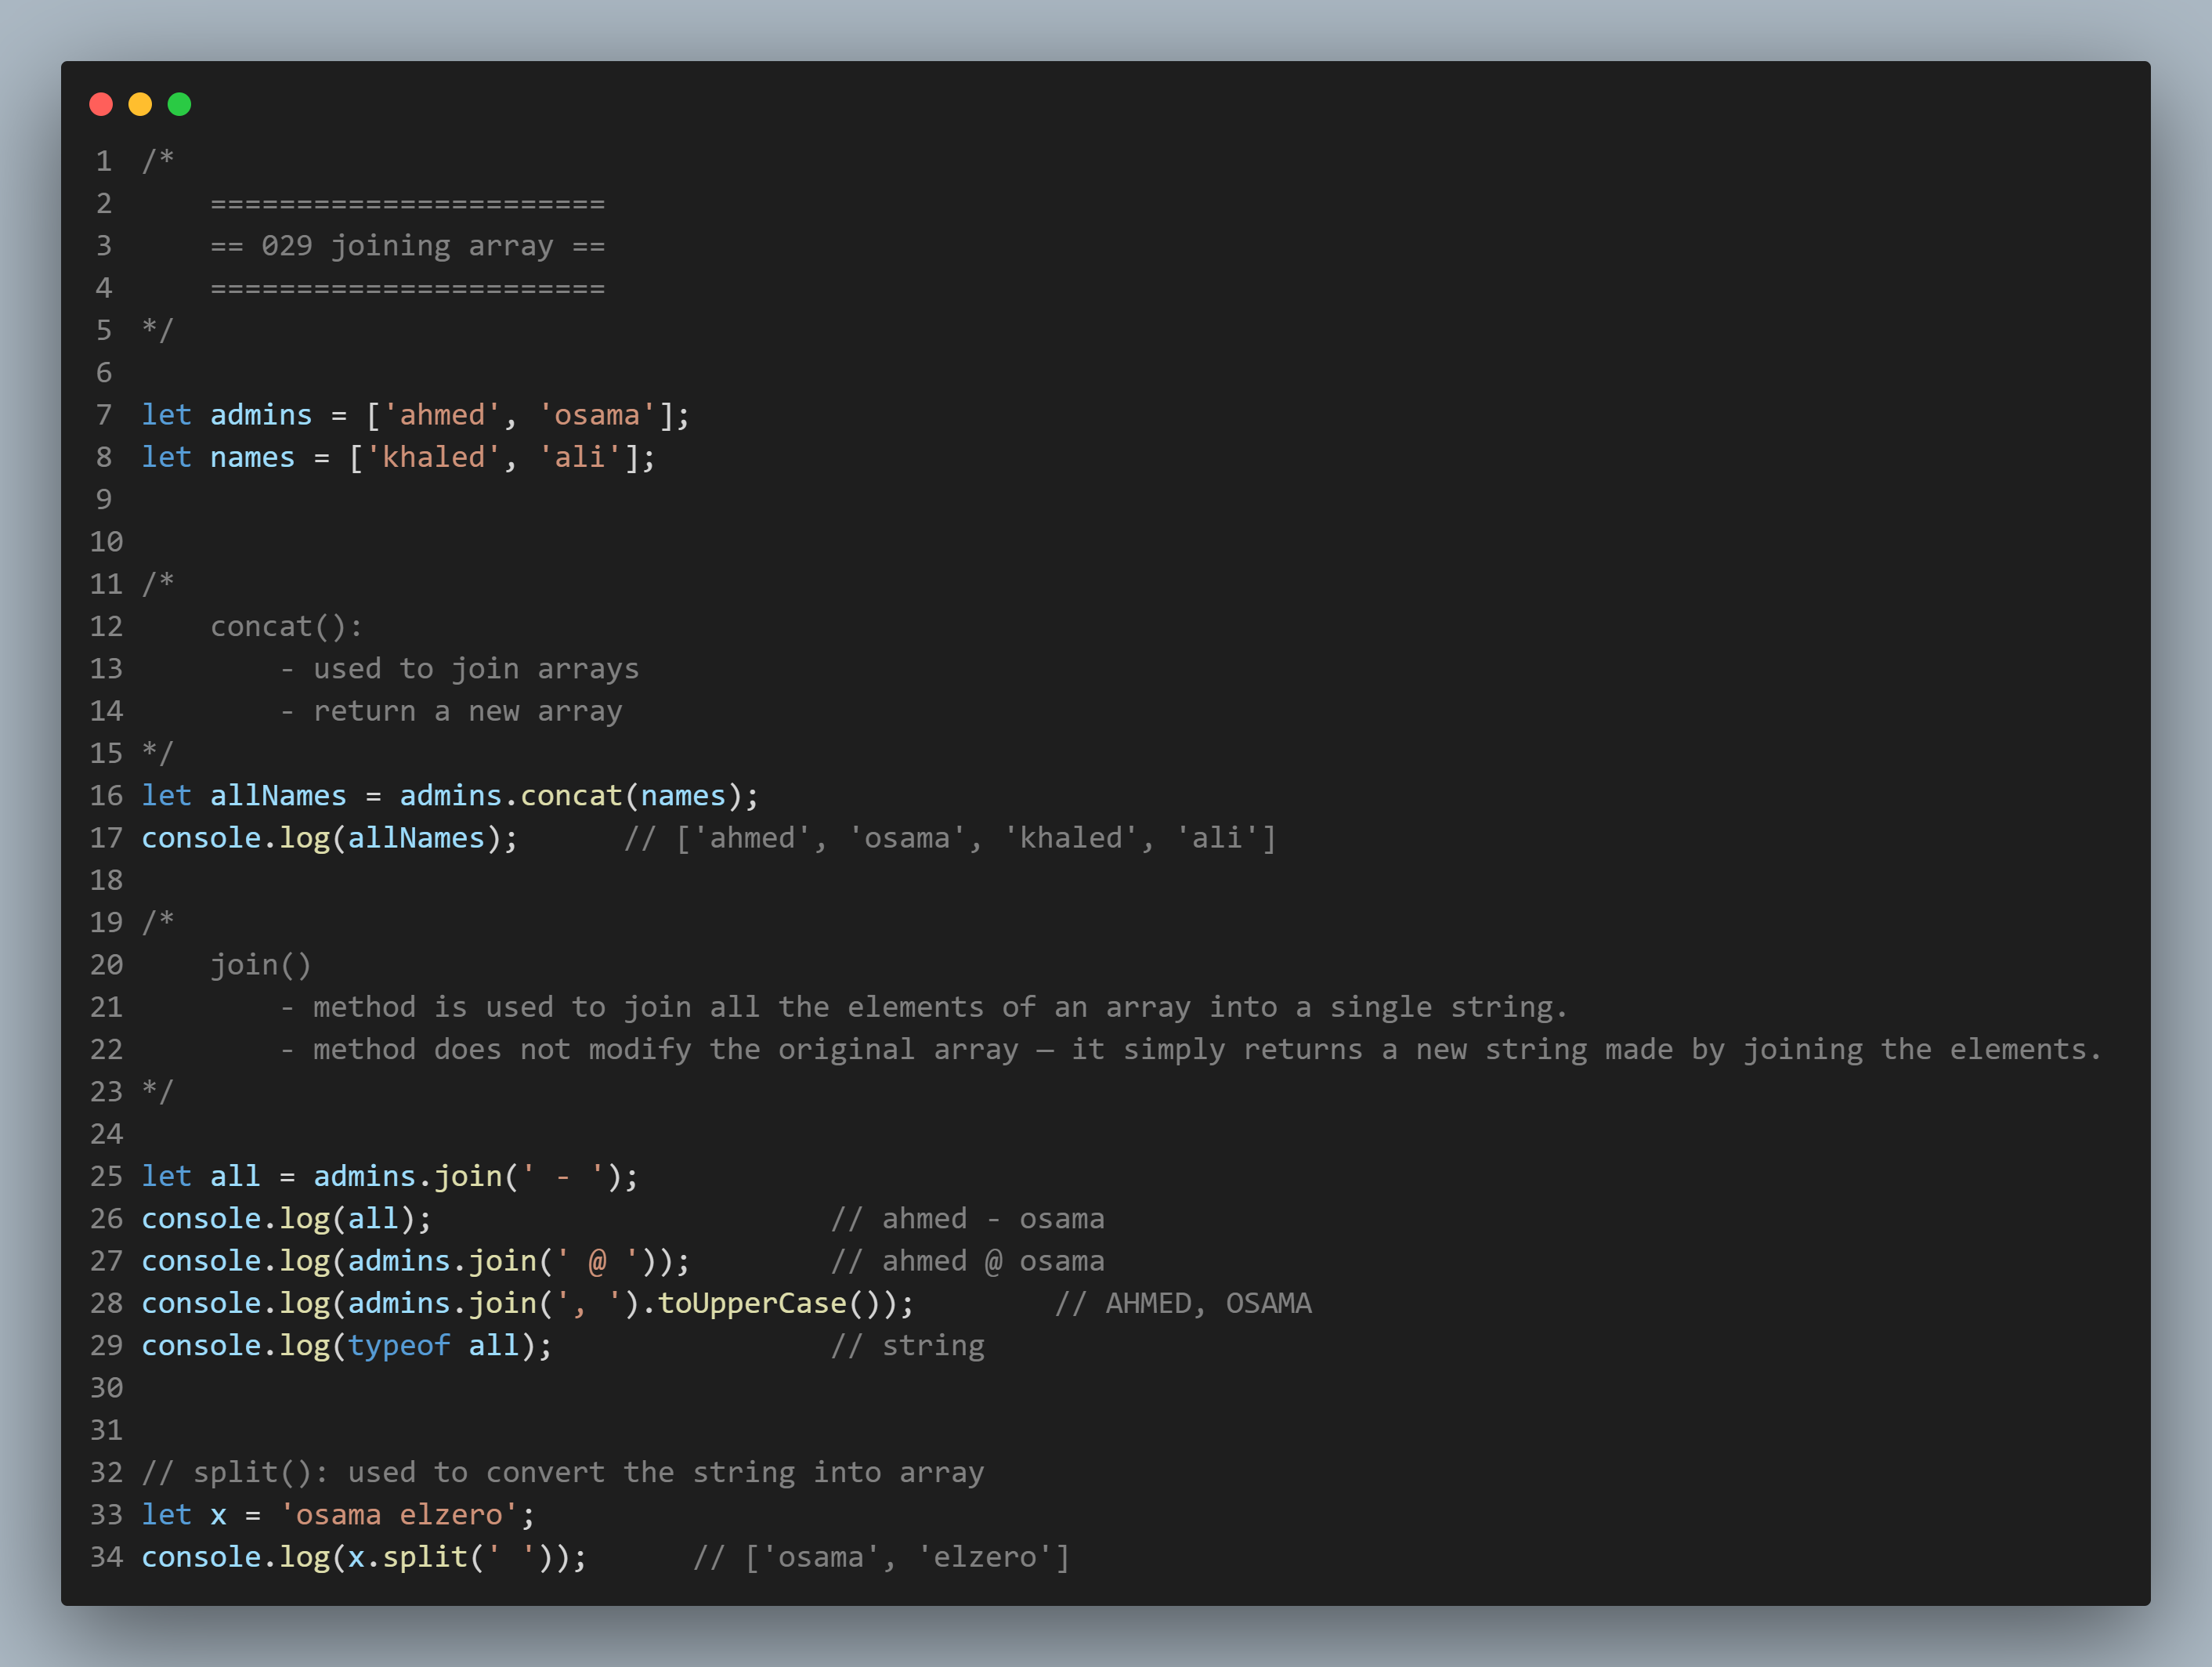 1 /*
2     =======================
3     == 029 joining array ==
4     =======================
5 */
6
7 let admins = ['ahmed', 'osama'];
8 let names = ['khaled', 'ali'];
9
10
11 /*
12     concat():
13         - used to join arrays
14         - return a new array
15 */
16 let allNames = admins.concat(names);
17 console.log(allNames);      // ['ahmed', 'osama', 'khaled', 'ali']
18
19 /*
20     join()
21         - method is used to join all the elements of an array into a single string.
22         - method does not modify the original array — it simply returns a new string made by joining the elements.
23 */
24
25 let all = admins.join(' - ');
26 console.log(all);                       // ahmed - osama
27 console.log(admins.join(' @ '));        // ahmed @ osama
28 console.log(admins.join(', ').toUpperCase());        // AHMED, OSAMA
29 console.log(typeof all);                // string
30
31
32 // split(): used to convert the string into array
33 let x = 'osama elzero';
34 console.log(x.split(' '));      // ['osama', 'elzero']